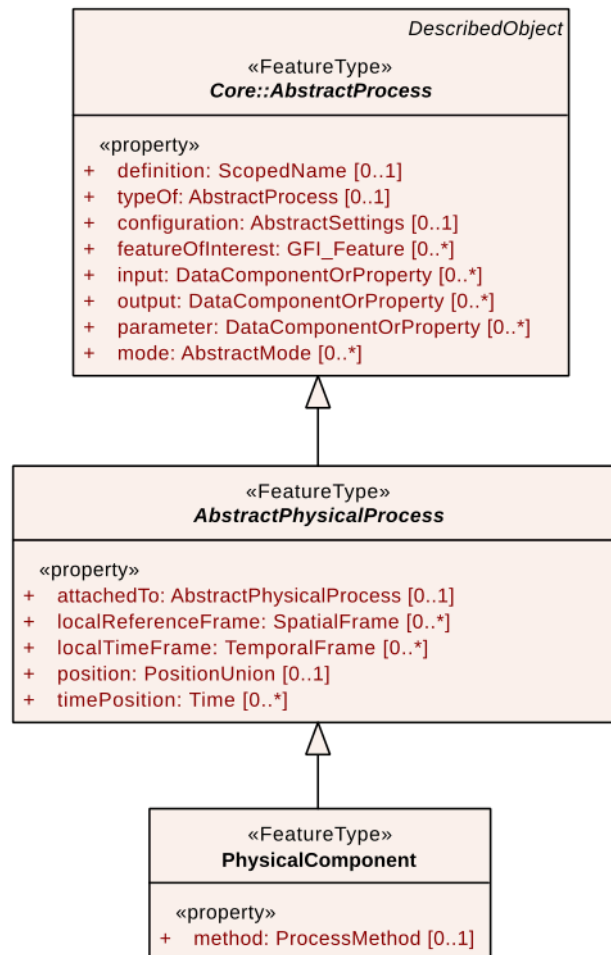 DescribedObject
«FeatureType»
Core::AbstractProcess
«property»
+ definition: ScopedName [0..1]
+ typeOf: AbstractProcess [0..1]
+ configuration: AbstractSettings [0..1]
+ featureOfInterest: GFI_Feature [0..*]
+ input: DataComponentOrProperty [0..*]
+ output: DataComponentOrProperty [0..*]
+ parameter: DataComponentOrProperty [0..*]
+ mode: AbstractMode [0..*]
«FeatureType»
AbstractPhysicalProcess
«property»
+ attachedTo: AbstractPhysicalProcess [0..1]
+ localReferenceFrame: SpatialFrame [0..*]
+ localTimeFrame: TemporalFrame [0..*]
+ position: PositionUnion [0..1]
+ timePosition: Time [0..*]
«FeatureType»
PhysicalComponent
«property»
+ method: ProcessMethod [0..1]